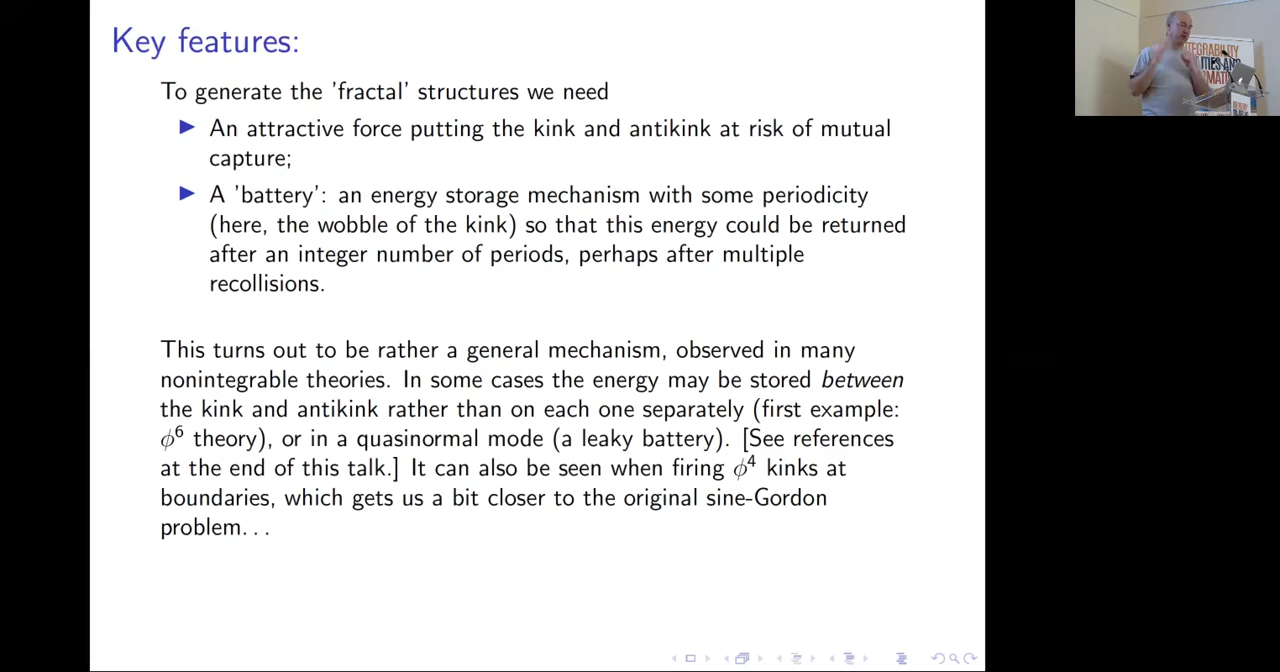 Key features:
To generate the 'fractal' structures we need
An attractive force putting the kink and antikink at risk of mutual
capture;
A 'battery': an energy storage mechanism with some periodicity
(here, the wobble of the kink) so that this energy could be returned
after an integer number of periods, perhaps after multiple
recollisions.
This turns out to be rather a general mechanism, observed in many
nonintegrable theories. In some cases the energy may be stored between
the kink and antikink rather than on each one separately (first example:
ϕ⁶ theory), or in a quasinormal mode (a leaky battery). [See references
at the end of this talk.] It can also be seen when firing ϕ⁴ kinks at
boundaries, which gets us a bit closer to the original sine-Gordon
problem. . .